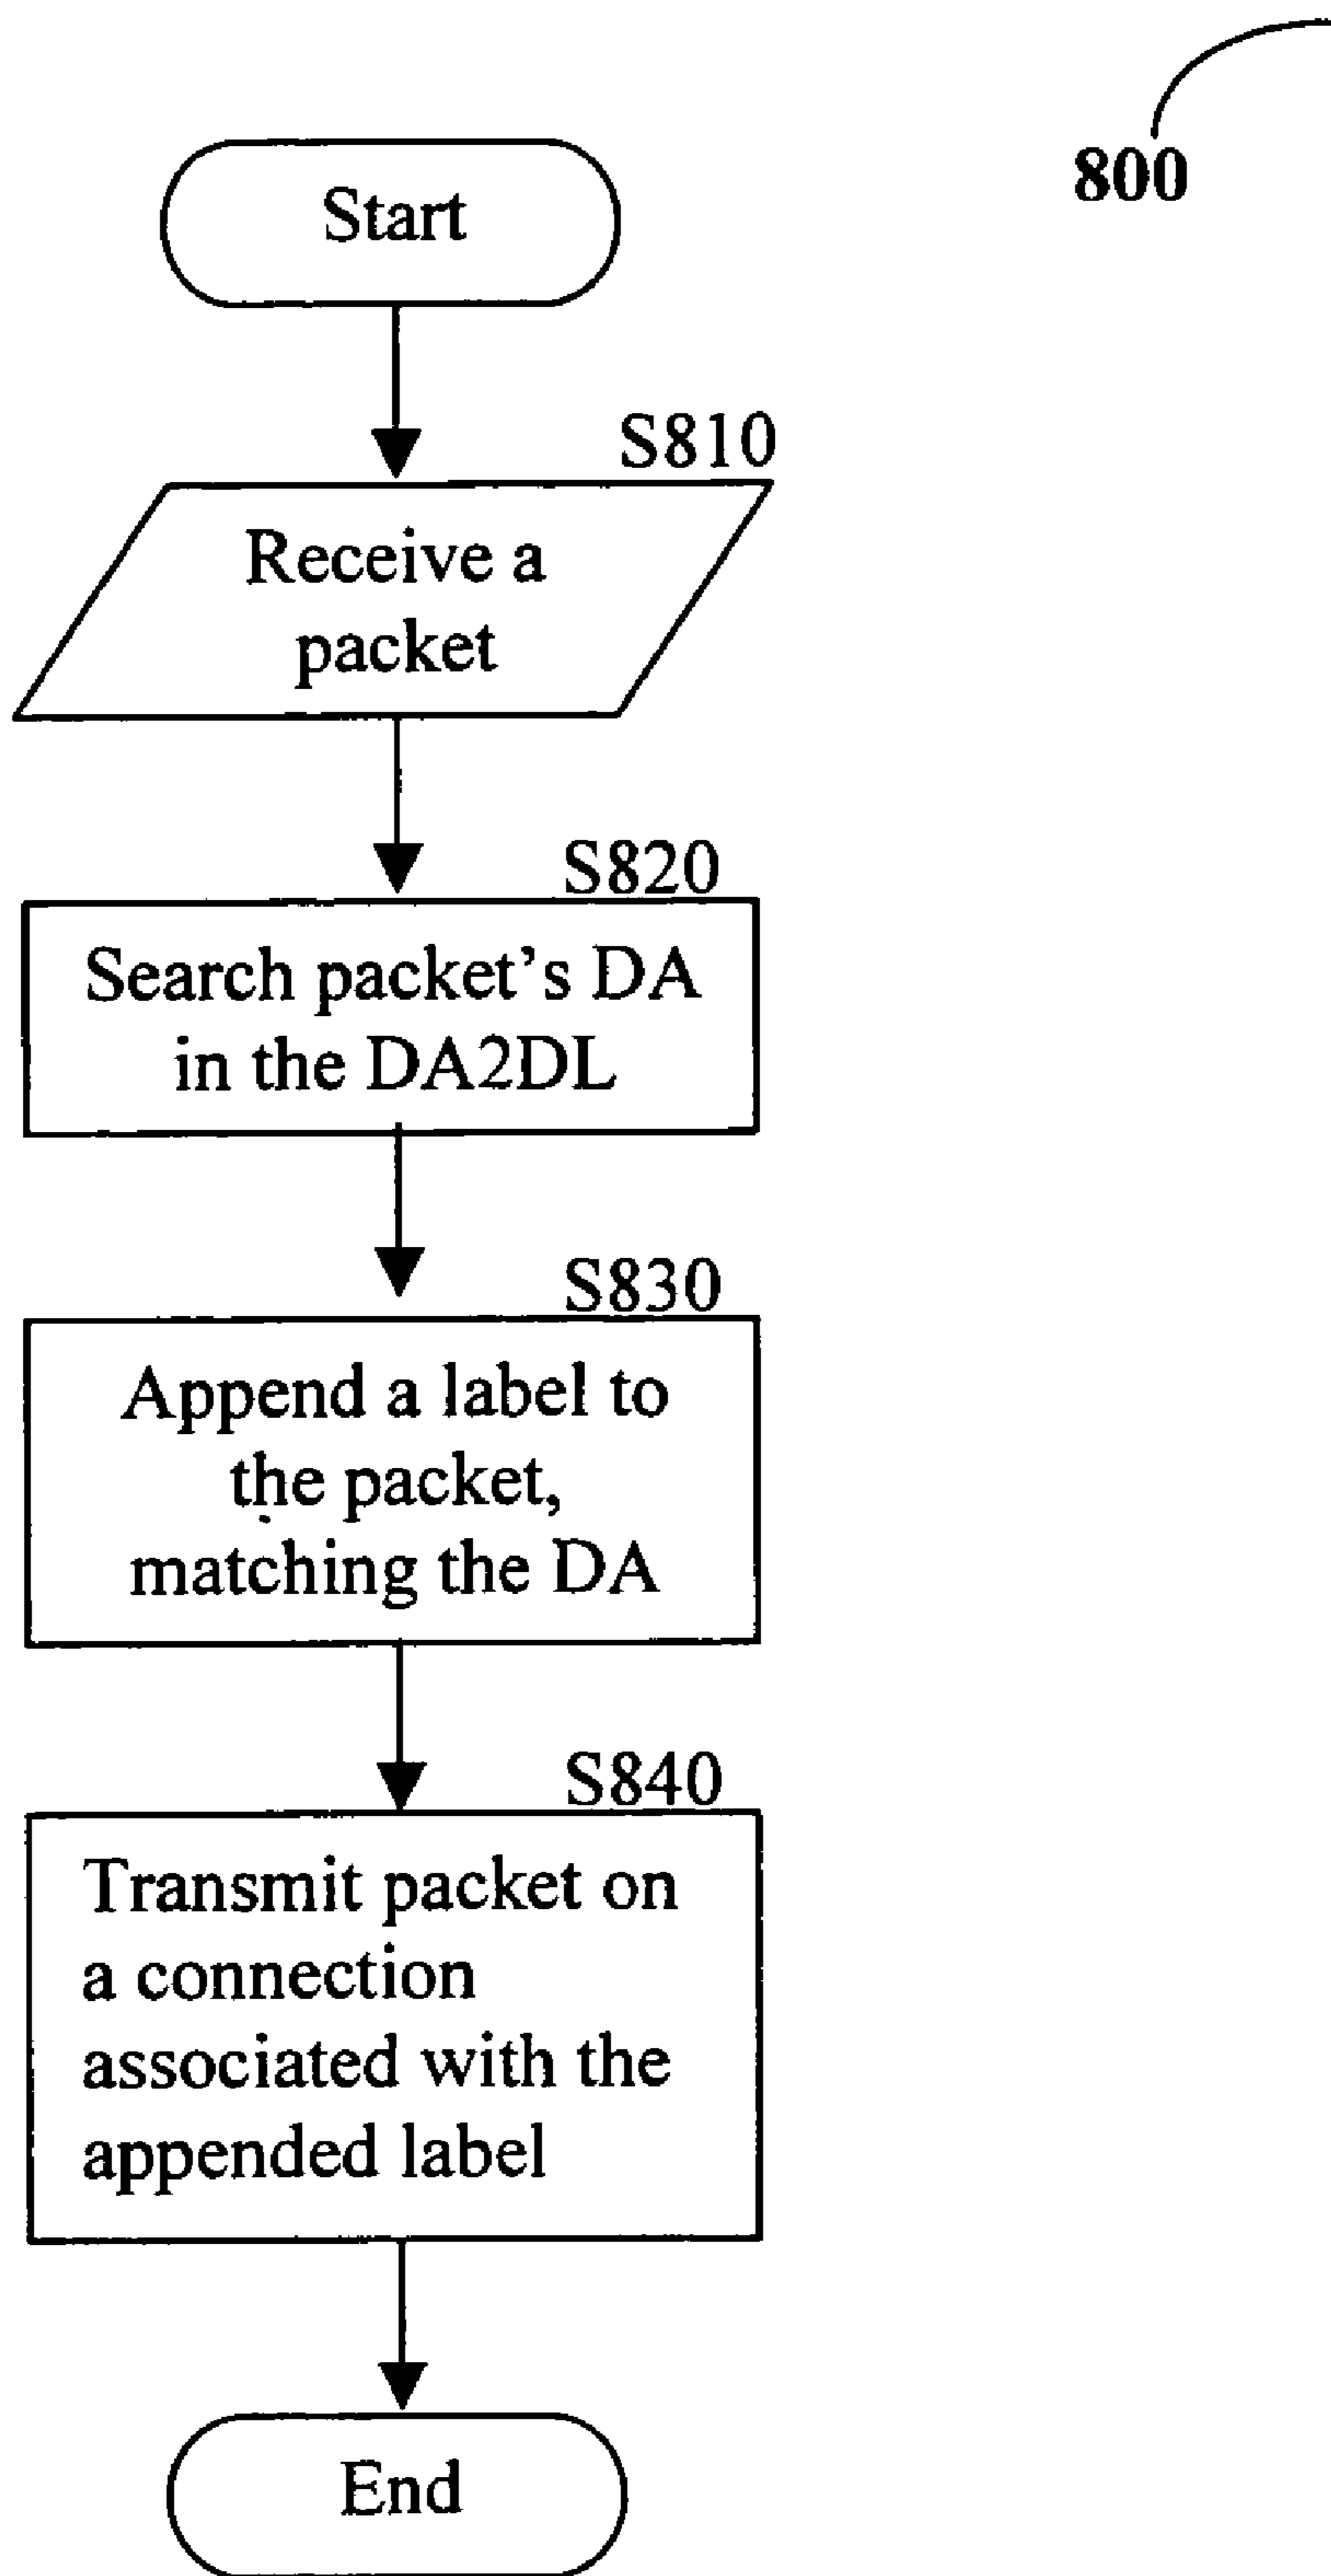 800
Start
S810
Receive a
packet
S820
Search packet’s DA
in the DA2DL
S830
Append a label to
the packet,
matching the DA
S840
Transmit packet on
a connection
associated with the
appended label
End